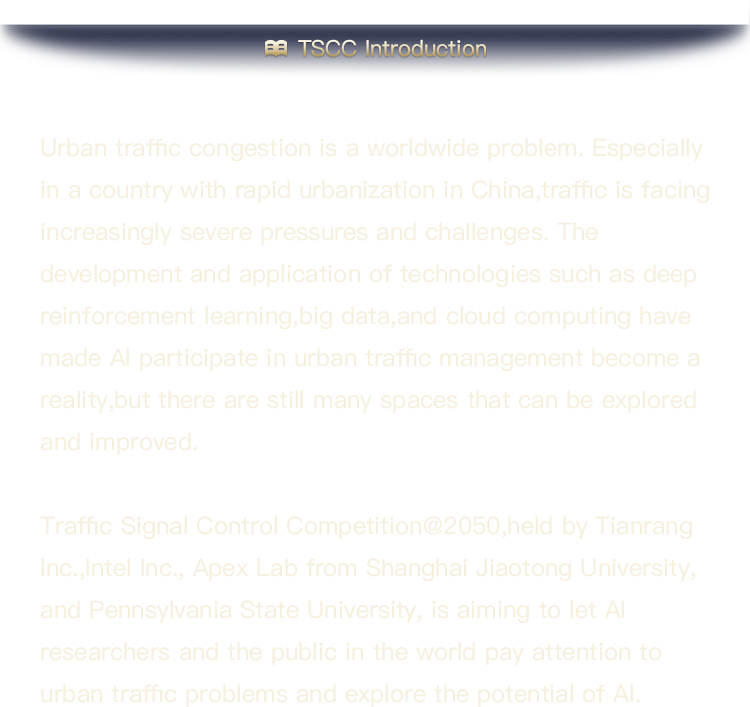 TSCC Introduction
Urban traffic congestion is a worldwide problem. Especially
in a country with rapid urbanization in China,traffic is facing
increasingly severe pressures and challenges. The
development and application of technologies such as deep
reinforcement learning,big data,and cloud computing have
made AI participate in urban traffic management become a
reality,but there are still many spaces that can be explored
and improved.
Traffic Signal Control Competition@2050,held by Tianrang
Inc.,Intel Inc., Apex Lab from Shanghai Jiaotong University,
and Pennsylvania State University, is aiming to let AI
researchers and the public in the world pay attention to
urban traffic problems and explore the potential of AI.